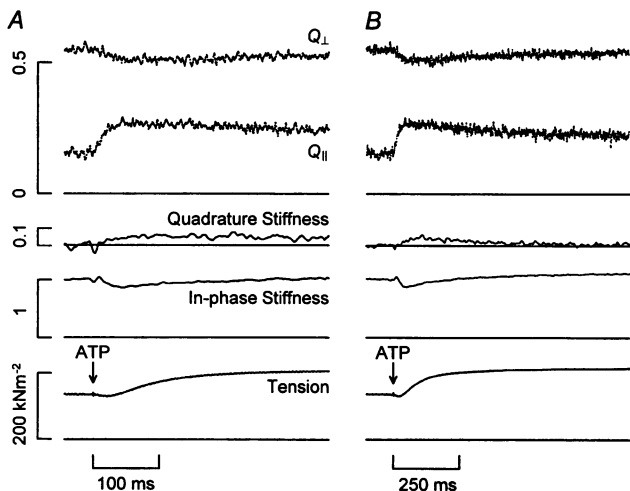 A
B
Q⊥
0.5
Q||
0
Quadrature Stiffness
0.1
In-phase Stiffness
1
ATP
ATP
Tension
200 kNm-2
100 ms
250 ms